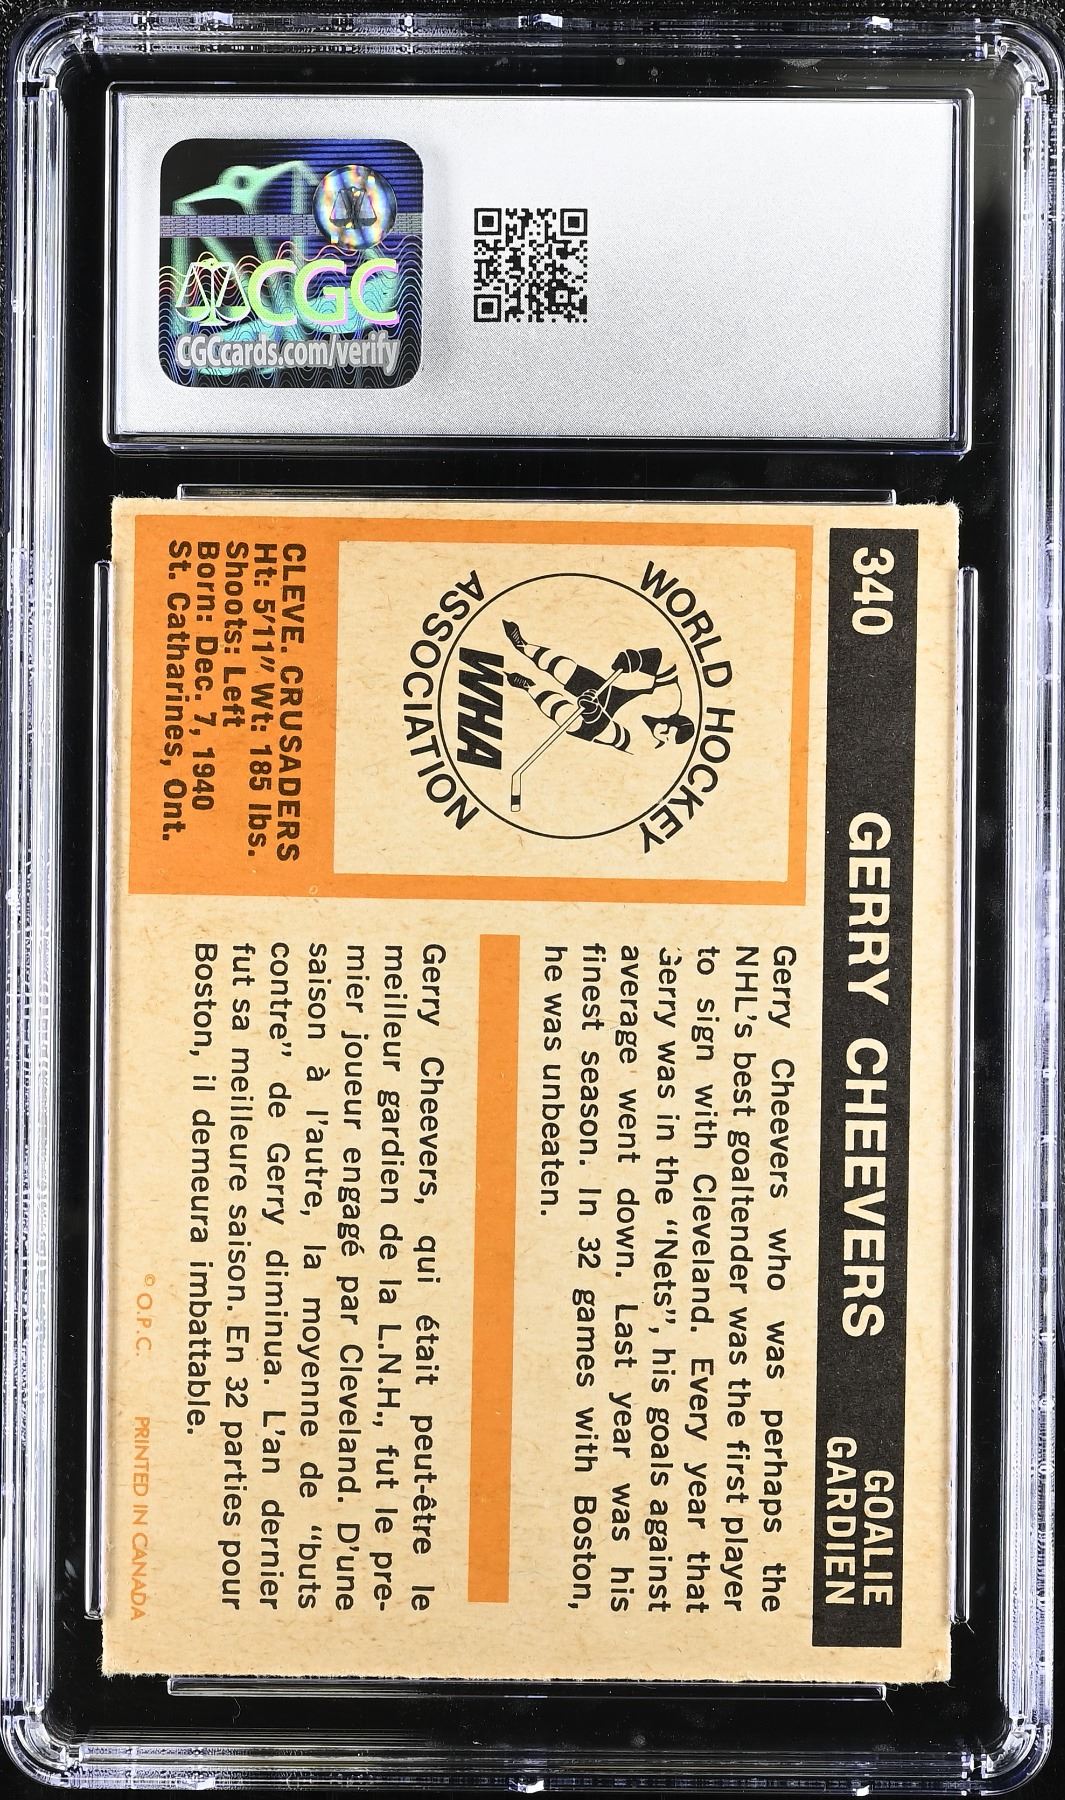 CGC
CGCcards.com/verify
340 GERRY CHEEVERS GOALIE
GARDIEN
WORLD HOCKEY
ASSOCIATION
WHA
CLEVE. CRUSADERS
Ht: 5'11" Wt: 185 lbs.
Shoots: Left
Born: Dec. 7, 1940
St. Catharines, Ont.
Gerry Cheevers who was perhaps the
NHL's best goaltender was the first player
to sign with Cleveland. Every year that
Gerry was in the "Nets", his goals against
average went down. Last year was his
finest season. In 32 games with Boston,
he was unbeaten.
Gerry Cheevers, qui était peut-être le
meilleur gardien de la L.N.H., fut le pre-
mier joueur engagé par Cleveland. D'une
saison à l'autre, la moyenne de "buts
contre" de Gerry diminua. L'an dernier
fut sa meilleure saison. En 32 parties pour
Boston, il demeura imbattable.
© O.P.C. PRINTED IN CANADA